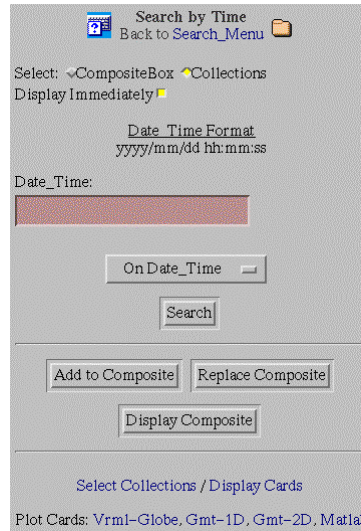 Search by Time
Back to Search_Menu
Select: CompositeBox Collections
Display Immediately
Date_Time Format
yyyy/mm/dd hh:mm:ss
Date_Time:
On Date_Time
Search
Add to Composite Replace Composite
Display Composite
Select Collections / Display Cards
Plot Cards: Vrml-Globe, Gmt-1D, Gmt-2D, Matla